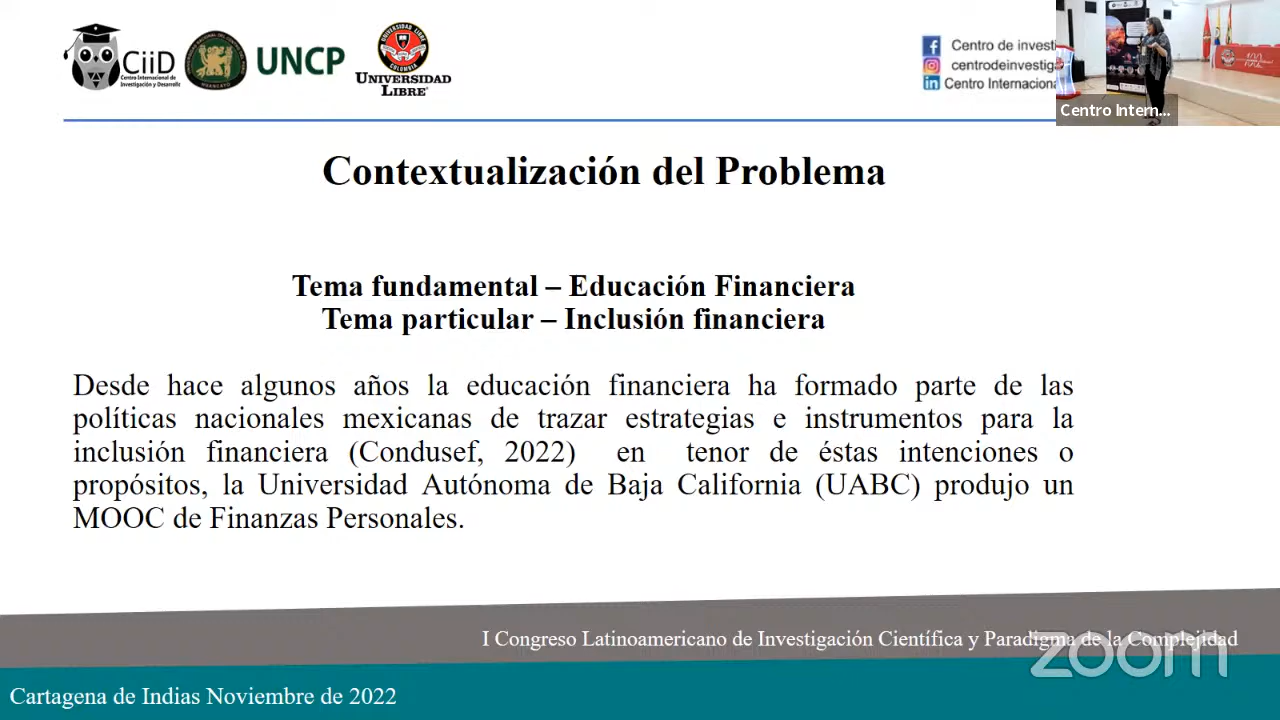 CiiD
Centro Internacional de
Investigación y Desarrollo
UNCP
UNIVERSIDAD LIBRE
COLOMBIA
UNIVERSIDAD
LIBRE
Centro de investi
centrodeinvestig
Centro Internaciona
Centro Intern...
Contextualización del Problema
Tema fundamental – Educación Financiera
Tema particular – Inclusión financiera
Desde hace algunos años la educación financiera ha formado parte de las
políticas nacionales mexicanas de trazar estrategias e instrumentos para la
inclusión financiera (Condusef, 2022) en tenor de éstas intenciones o
propósitos, la Universidad Autónoma de Baja California (UABC) produjo un
MOOC de Finanzas Personales.
I Congreso Latinoamericano de Investigación Científica y Paradigma de la Complejidad
zoom
Cartagena de Indias Noviembre de 2022